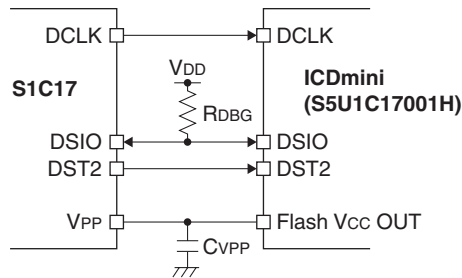 DCLK DCLK
VDD
S1C17
ICDmini
(S5U1C17001H)
RDBG
DSIO DSIO
DST2 DST2
VPP Flash VCC OUT
CVPP